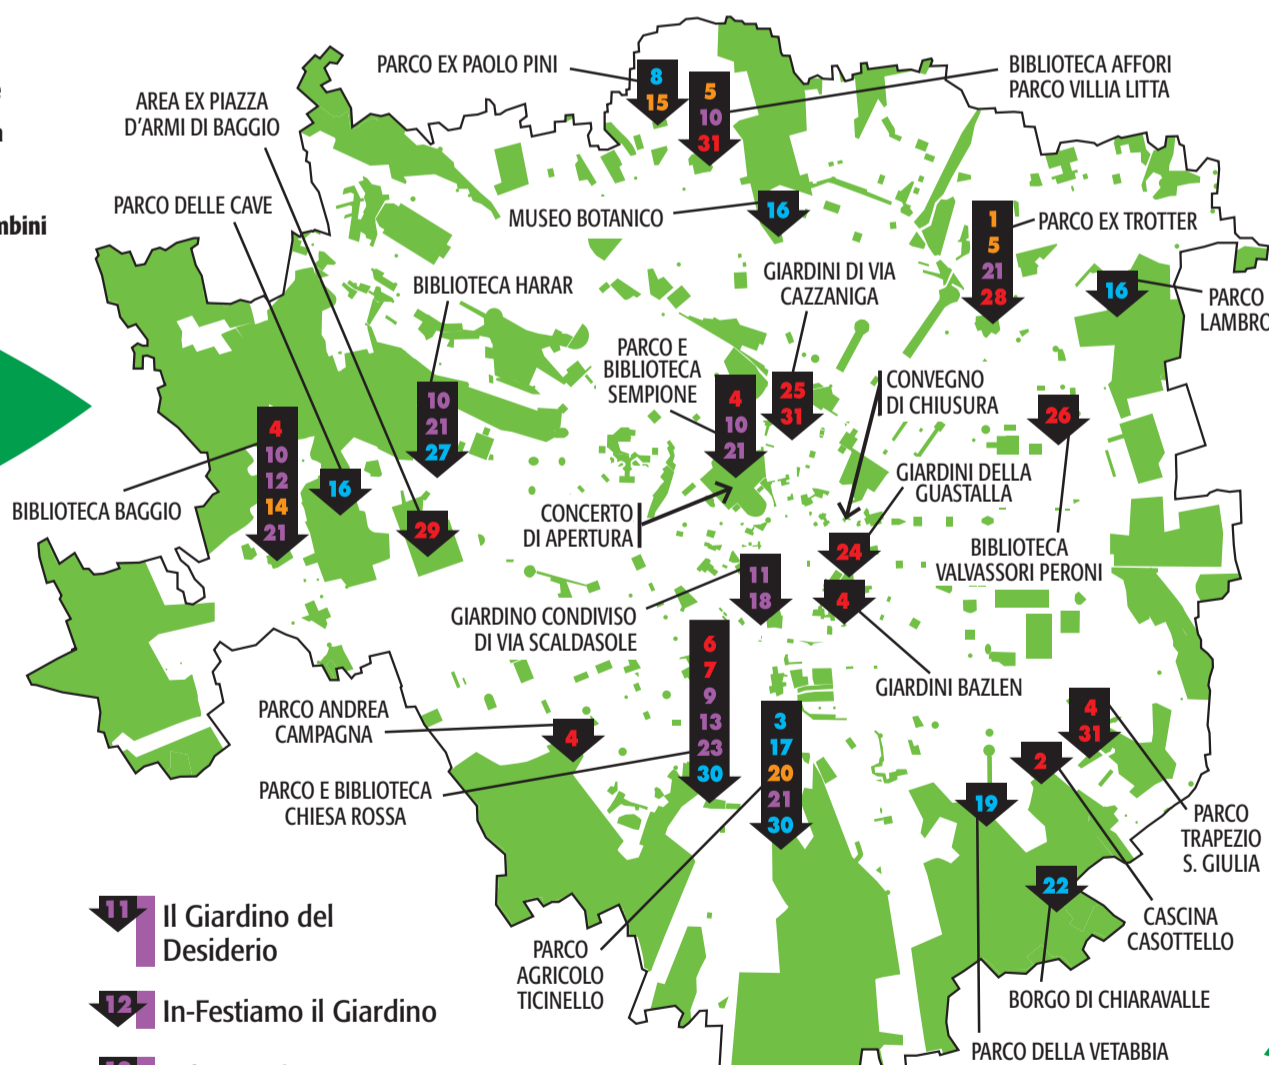 PARCO EX PAOLO PINI
8
15
5
10
31
BIBLIOTECA AFFORI
PARCO VILLIA LITTA
AREA EX PIAZZA
D'ARMI DI BAGGIO
PARCO DELLE CAVE
mbini
MUSEO BOTANICO
16
1
5
21
28
PARCO EX TROTTER
BIBLIOTECA HARAR
GIARDINI DI VIA
CAZZANIGA
16
PARCO
LAMBRO
PARCO E
BIBLIOTECA
SEMPIONE
CONVEGNO
DI CHIUSURA
10
21
27
4
10
21
25
31
26
4
10
12
14
21
16
29
BIBLIOTECA BAGGIO
CONCERTO
DI APERTURA
GIARDINI DELLA
GUASTALLA
24
BIBLIOTECA
VALVASSORI PERONI
11
18
4
GIARDINO CONDIVISO
DI VIA SCALDASOLE
6
7
9
13
23
30
GIARDINI BAZLEN
PARCO ANDREA
CAMPAGNA
4
3
17
20
21
30
4
31
2
PARCO E BIBLIOTECA
CHIESA ROSSA
19
PARCO
TRAPEZIO
S. GIULIA
22
11
Il Giardino del
Desiderio
CASCINA
CASOTTELLO
PARCO
AGRICOLO
TICINELLO
12
In-Festiamo il Giardino
BORGO DI CHIARAVALLE
PARCO DELLA VETABBIA